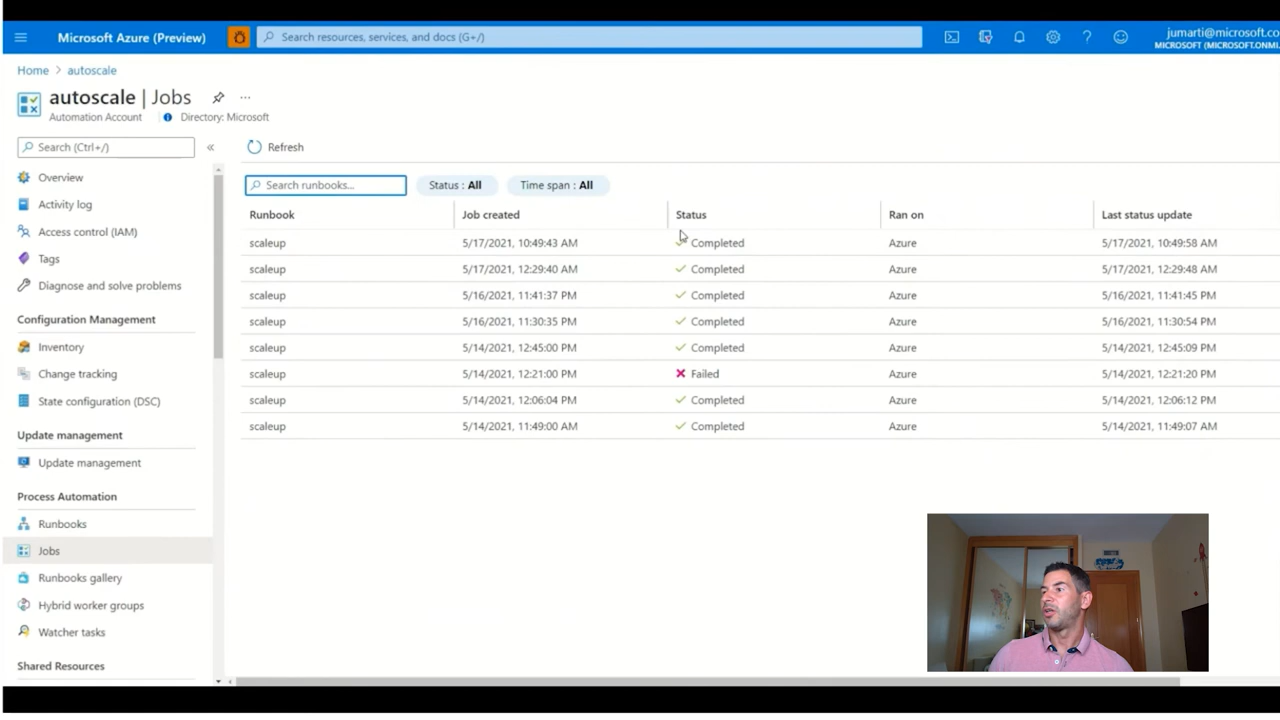 Microsoft Azure (Preview)
Search resources, services, and docs (G+/)
jumarti@microsoft.co
MICROSOFT (MICROSOFT.ONMI
Home > autoscale
autoscale | Jobs
Automation Account
Directory: Microsoft
Search (Ctrl+/)
«
Refresh
Overview
Activity log
Access control (IAM)
Tags
Diagnose and solve problems
Configuration Management
Inventory
Change tracking
State configuration (DSC)
Update management
Update management
Process Automation
Runbooks
Jobs
Runbooks gallery
Hybrid worker groups
Watcher tasks
Shared Resources
Search runbooks...
Status : All
Time span : All
Runbook Job created Status Ran on Last status update
scaleup 5/17/2021, 10:49:43 AM Completed Azure 5/17/2021, 10:49:58 AM
scaleup 5/17/2021, 12:29:40 AM Completed Azure 5/17/2021, 12:29:48 AM
scaleup 5/16/2021, 11:41:37 PM Completed Azure 5/16/2021, 11:41:45 PM
scaleup 5/16/2021, 11:30:35 PM Completed Azure 5/16/2021, 11:30:54 PM
scaleup 5/14/2021, 12:45:00 PM Completed Azure 5/14/2021, 12:45:09 PM
scaleup 5/14/2021, 12:21:00 PM Failed Azure 5/14/2021, 12:21:20 PM
scaleup 5/14/2021, 12:06:04 PM Completed Azure 5/14/2021, 12:06:12 PM
scaleup 5/14/2021, 11:49:00 AM Completed Azure 5/14/2021, 11:49:07 AM